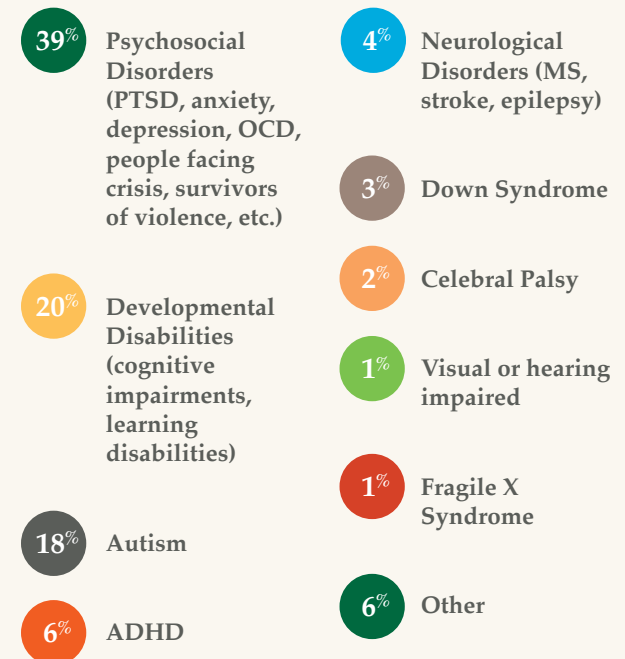 39%
Psychosocial
Disorders
(PTSD, anxiety,
depression, OCD,
people facing
crisis, survivors
of violence, etc.)
20%
Developmental
Disabilities
(cognitive
impairments,
learning
disabilities)
18%
Autism
6%
ADHD
4%
Neurological
Disorders (MS,
stroke, epilepsy)
3%
Down Syndrome
2%
Celebral Palsy
1%
Visual or hearing
impaired
1%
Fragile X
Syndrome
6%
Other